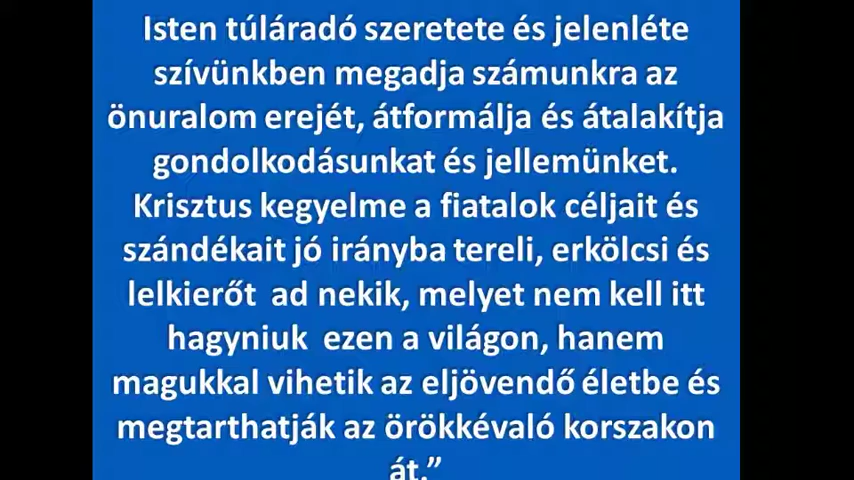 Isten túláradó szeretete és jelenléte
szívünkben megadja számunkra az
önuralom erejét, átformálja és átalakítja
gondolkodásunkat és jellemünket.
Krisztus kegyelme a fiatalok céljait és
szándékait jó irányba tereli, erkölcsi és
lelkierőt  ad nekik, melyet nem kell itt
hagyniuk  ezen a világon, hanem
magukkal vihetik az eljövendő életbe és
megtarthatják az örökkévaló korszakon
át.”